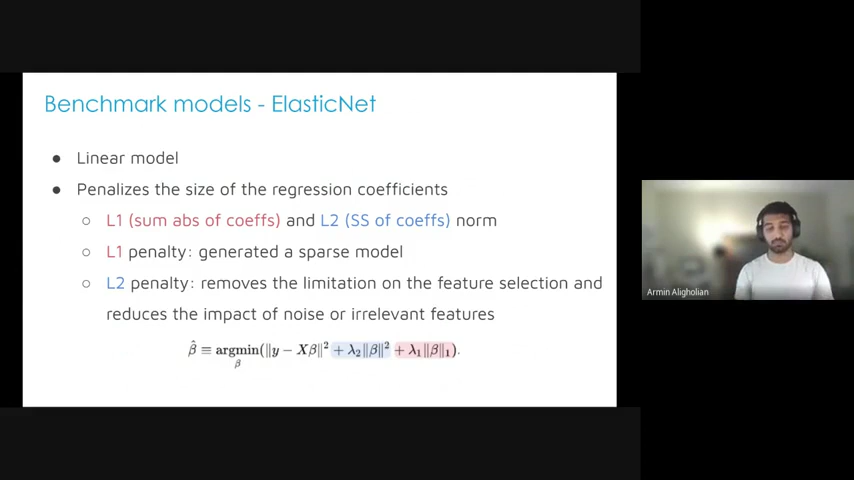 Benchmark models - ElasticNet
● Linear model
● Penalizes the size of the regression coefficients
○ L1 (sum abs of coeffs) and L2 (SS of coeffs) norm
○ L1 penalty: generated a sparse model
○ L2 penalty: removes the limitation on the feature selection and
reduces the impact of noise or irrelevant features
β̂ ≡ argmin(‖y − Xβ‖² + λ₂‖β‖² + λ₁‖β‖₁).
β
Armin Aligholian